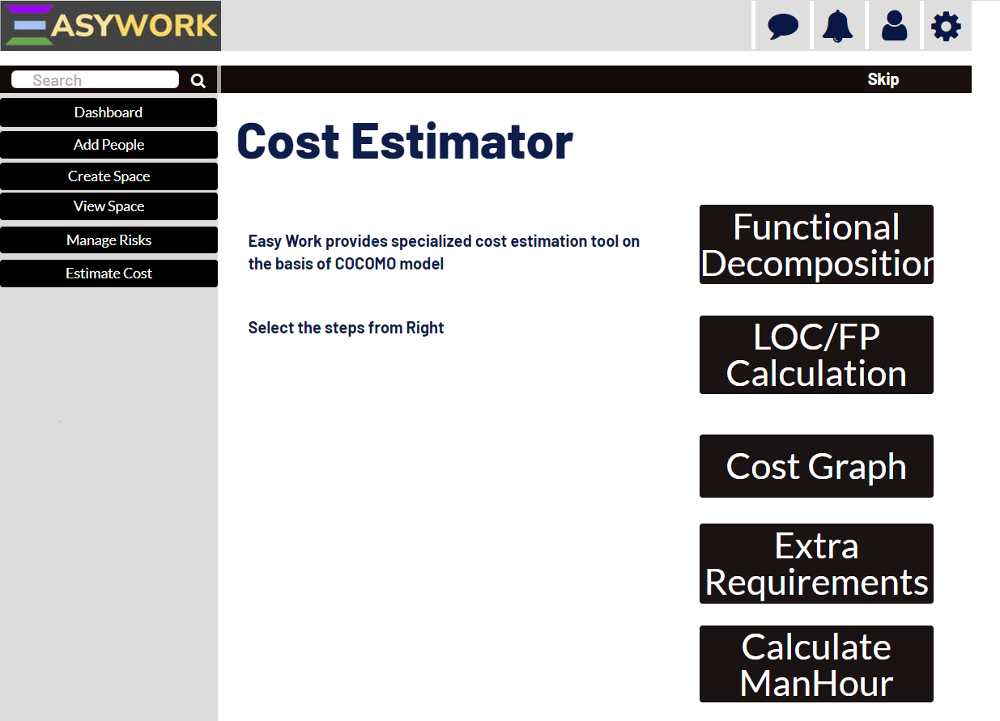 EASYWORK
Search
Skip
Dashboard
Add People
Create Space
View Space
Manage Risks
Estimate Cost
Cost Estimator
Easy Work provides specialized cost estimation tool on
the basis of COCOMO model
Select the steps from Right
Functional
Decomposition
LOC/FP
Calculation
Cost Graph
Extra
Requirements
Calculate
ManHour